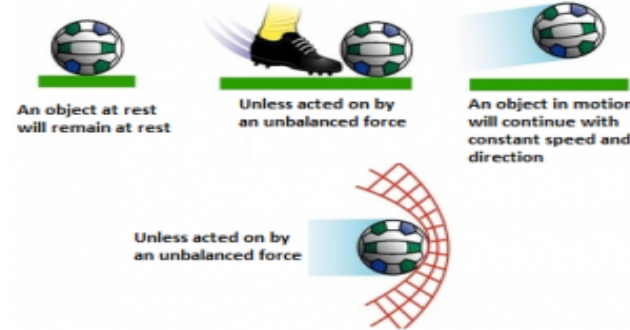 An object at rest
will remain at rest
Unless acted on by
an unbalanced force
An object in motion
will continue with
constant speed and
direction
Unless acted on by
an unbalanced force